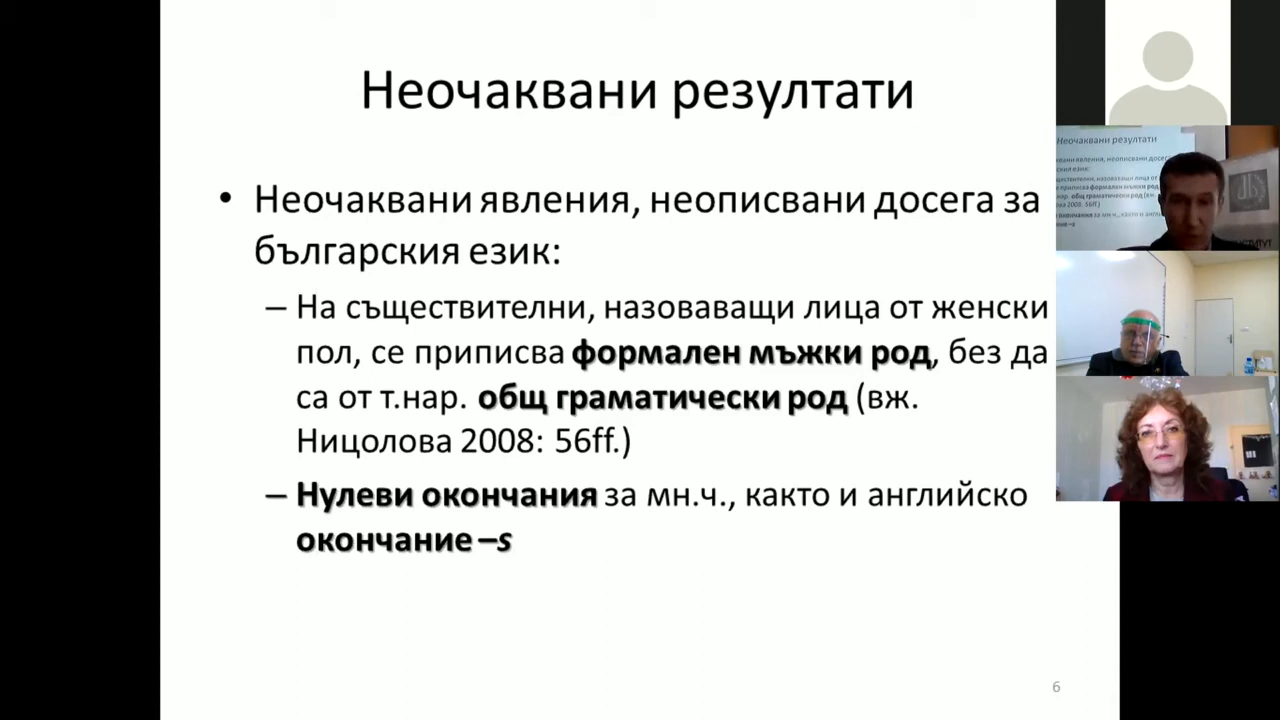 Неочаквани резултати
• Неочаквани явления, неописвани досега за
българския език:
– На съществителни, назоваващи лица от женски
пол, се приписва формален мъжки род, без да
са от т.нар. общ граматически род (вж.
Ницолова 2008: 56ff.)
– Нулеви окончания за мн.ч., както и английско
окончание –s
6
Неочаквани резултати